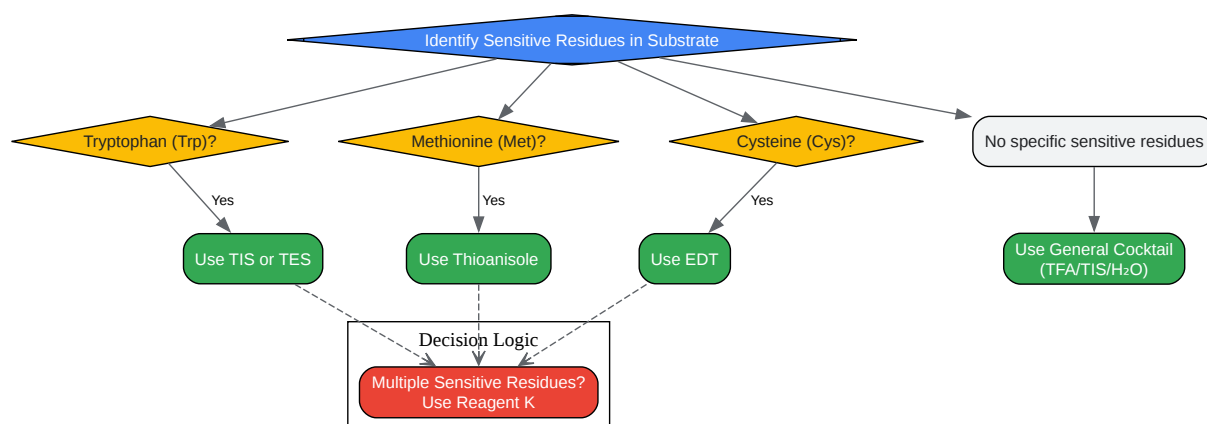 Identify Sensitive Residues in Substrate
Tryptophan (Trp)?
Methionine (Met)?
Cysteine (Cys)?
No specific sensitive residues
Yes
Yes
Yes
Use TIS or TES
Use Thioanisole
Use EDT
Use General Cocktail
(TFA/TIS/H₂O)
Decision Logic
Multiple Sensitive Residues?
Use Reagent K